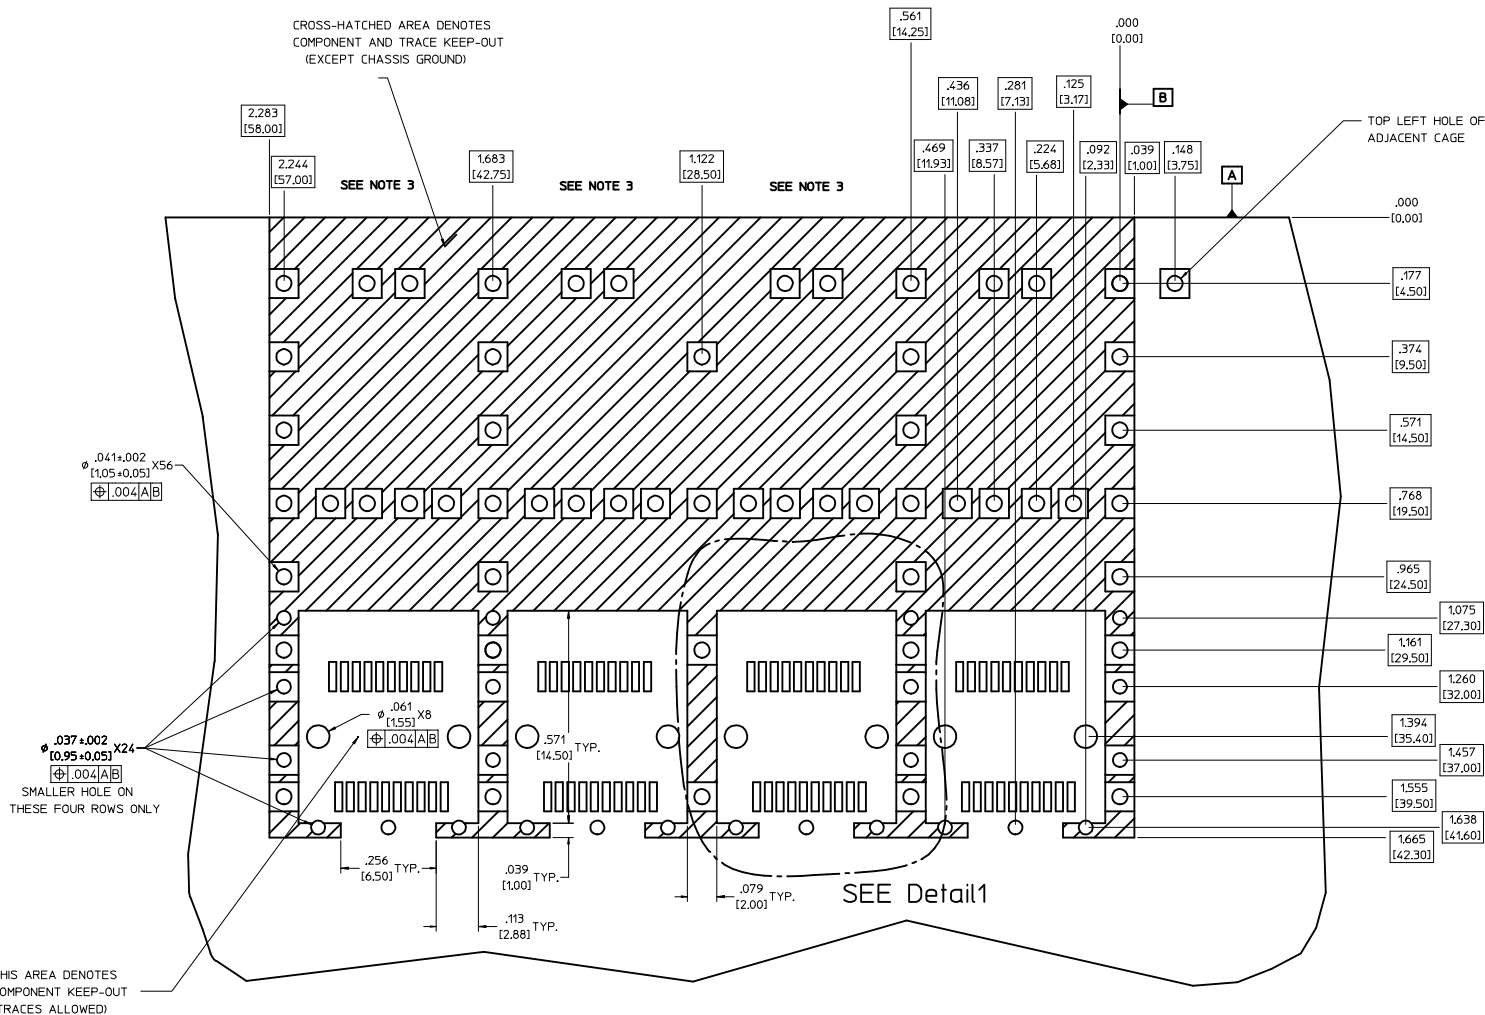 CROSS-HATCHED AREA DENOTES
COMPONENT AND TRACE KEEP-OUT
(EXCEPT CHASSIS GROUND)
.561
[14.25]
.000
[0.00]
.436
[11.08]
.281
[7.13]
.125
[3.17]
B
2.283
[58.00]
TOP LEFT HOLE OF
ADJACENT CAGE
2.244
[57.00]
SEE NOTE 3
1.683
[42.75]
SEE NOTE 3
1.122
[28.50]
SEE NOTE 3
.469
[11.93]
.337
[8.57]
.224
[5.68]
.092
[2.33]
.039
[1.00]
.148
[3.75]
A
.000
[0.00]
.177
[4.50]
.374
[9.50]
.571
[14.50]
⌀ .041±.002 X56
[1.05±0.05]
⌖ .004 A B
.768
[19.50]
.965
[24.50]
1.075
[27.30]
1.161
[29.50]
1.260
[32.00]
⌀ .061 X8
[1.55]
⌖ .004 A B
1.394
[35.40]
⌀ .037±.002 X24
[0.95±0.05]
⌖ .004 A B
SMALLER HOLE ON
THESE FOUR ROWS ONLY
.571 TYP.
[14.50]
1.457
[37.00]
1.555
[39.50]
1.638
[41.60]
1.665
[42.30]
.256 TYP.
[6.50]
.039 TYP.
[1.00]
.079 TYP.
[2.00]
SEE Detail1
.113 TYP.
[2.88]
HIS AREA DENOTES
OMPONENT KEEP-OUT
TRACES ALLOWED)